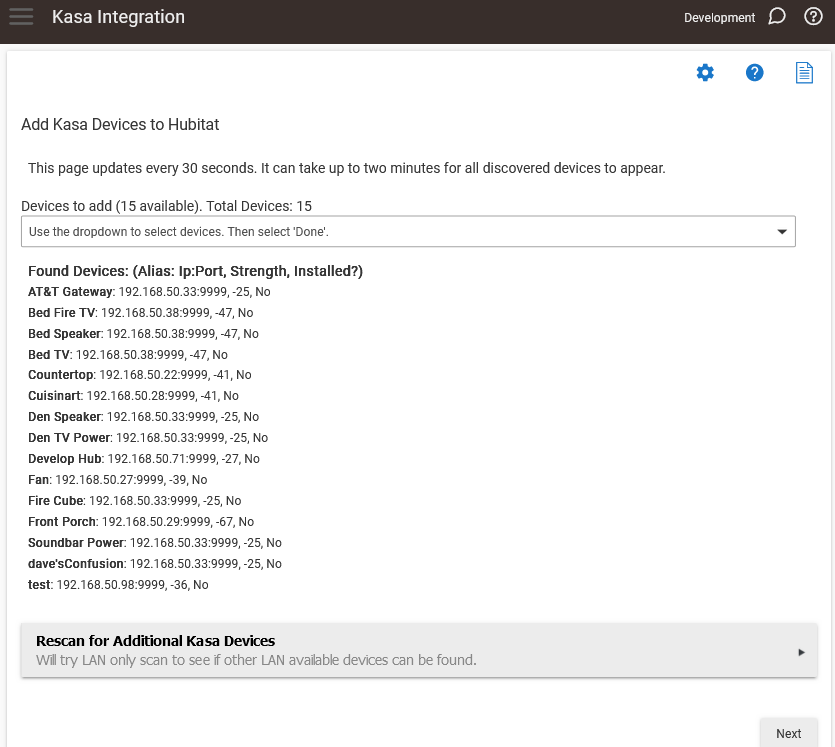 Kasa Integration
Development
Add Kasa Devices to Hubitat
This page updates every 30 seconds. It can take up to two minutes for all discovered devices to appear.
Devices to add (15 available). Total Devices: 15
Use the dropdown to select devices. Then select 'Done'.
Found Devices: (Alias: Ip:Port, Strength, Installed?)
AT&T Gateway: 192.168.50.33:9999, -25, No
Bed Fire TV: 192.168.50.38:9999, -47, No
Bed Speaker: 192.168.50.38:9999, -47, No
Bed TV: 192.168.50.38:9999, -47, No
Countertop: 192.168.50.22:9999, -41, No
Cuisinart: 192.168.50.28:9999, -41, No
Den Speaker: 192.168.50.33:9999, -25, No
Den TV Power: 192.168.50.33:9999, -25, No
Develop Hub: 192.168.50.71:9999, -27, No
Fan: 192.168.50.27:9999, -39, No
Fire Cube: 192.168.50.33:9999, -25, No
Front Porch: 192.168.50.29:9999, -67, No
Soundbar Power: 192.168.50.33:9999, -25, No
dave'sConfusion: 192.168.50.33:9999, -25, No
test: 192.168.50.98:9999, -36, No
Rescan for Additional Kasa Devices
Will try LAN only scan to see if other LAN available devices can be found.
Next